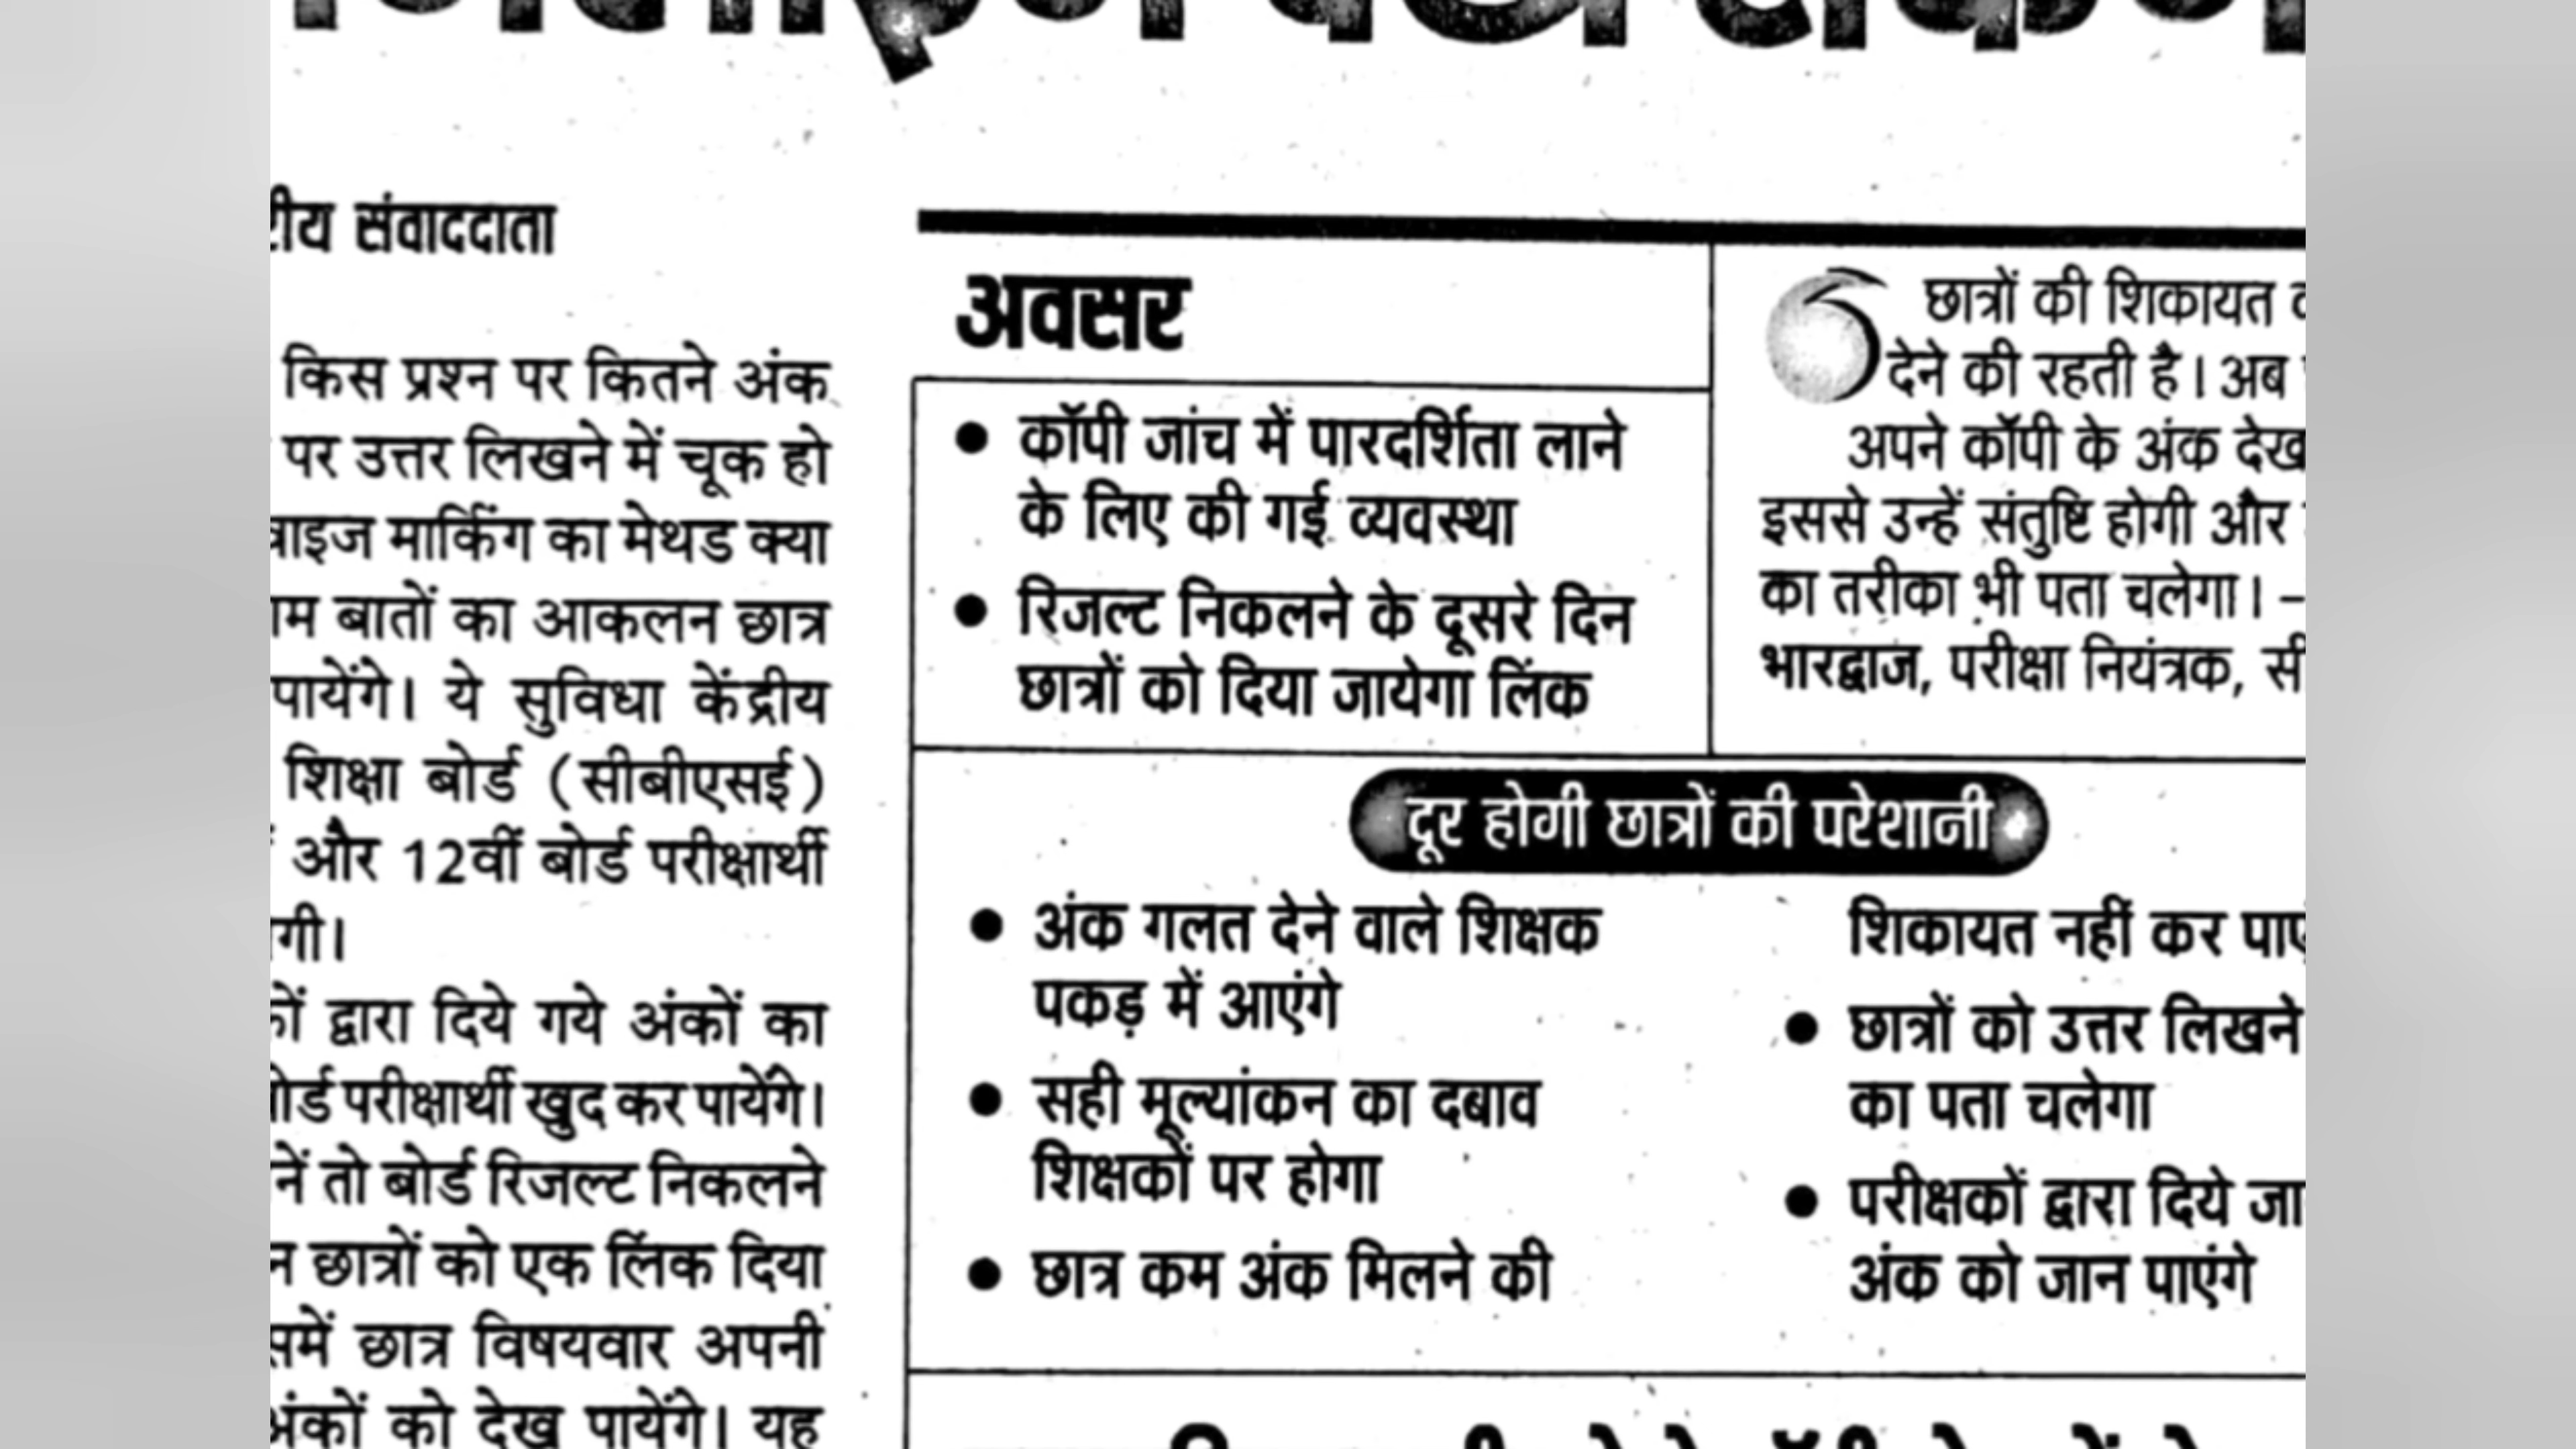 संवाददाता
किस प्रश्न पर कितने अंक
पर उत्तर लिखने में चूक हो
मार्किंग का मेथड क्या
बातों का आकलन छात्र
पायेंगे। ये सुविधा केंद्रीय
शिक्षा बोर्ड (सीबीएसई)
और 12वीं बोर्ड परीक्षार्थी
द्वारा दिये गये अंकों का
परीक्षार्थी खुद कर पायेंगे।
तो बोर्ड रिजल्ट निकलने
छात्रों को एक लिंक दिया
छात्र विषयवार अपनी
अंकों को देख पायेंगे। यह
अवसर
● कॉपी जांच में पारदर्शिता लाने
के लिए की गई व्यवस्था
● रिजल्ट निकलने के दूसरे दिन
छात्रों को दिया जायेगा लिंक
छात्रों की शिकायत
देने की रहती है। अब
अपने कॉपी के अंक देख
इससे उन्हें संतुष्टि होगी और
का तरीका भी पता चलेगा। –
भारद्वाज, परीक्षा नियंत्रक,
दूर होगी छात्रों की परेशानी
● अंक गलत देने वाले शिक्षक
पकड़ में आएंगे
● सही मूल्यांकन का दबाव
शिक्षकों पर होगा
● छात्र कम अंक मिलने की
शिकायत नहीं कर
● छात्रों को उत्तर लिखने
का पता चलेगा
● परीक्षकों द्वारा दिये
अंक को जान पाएंगे